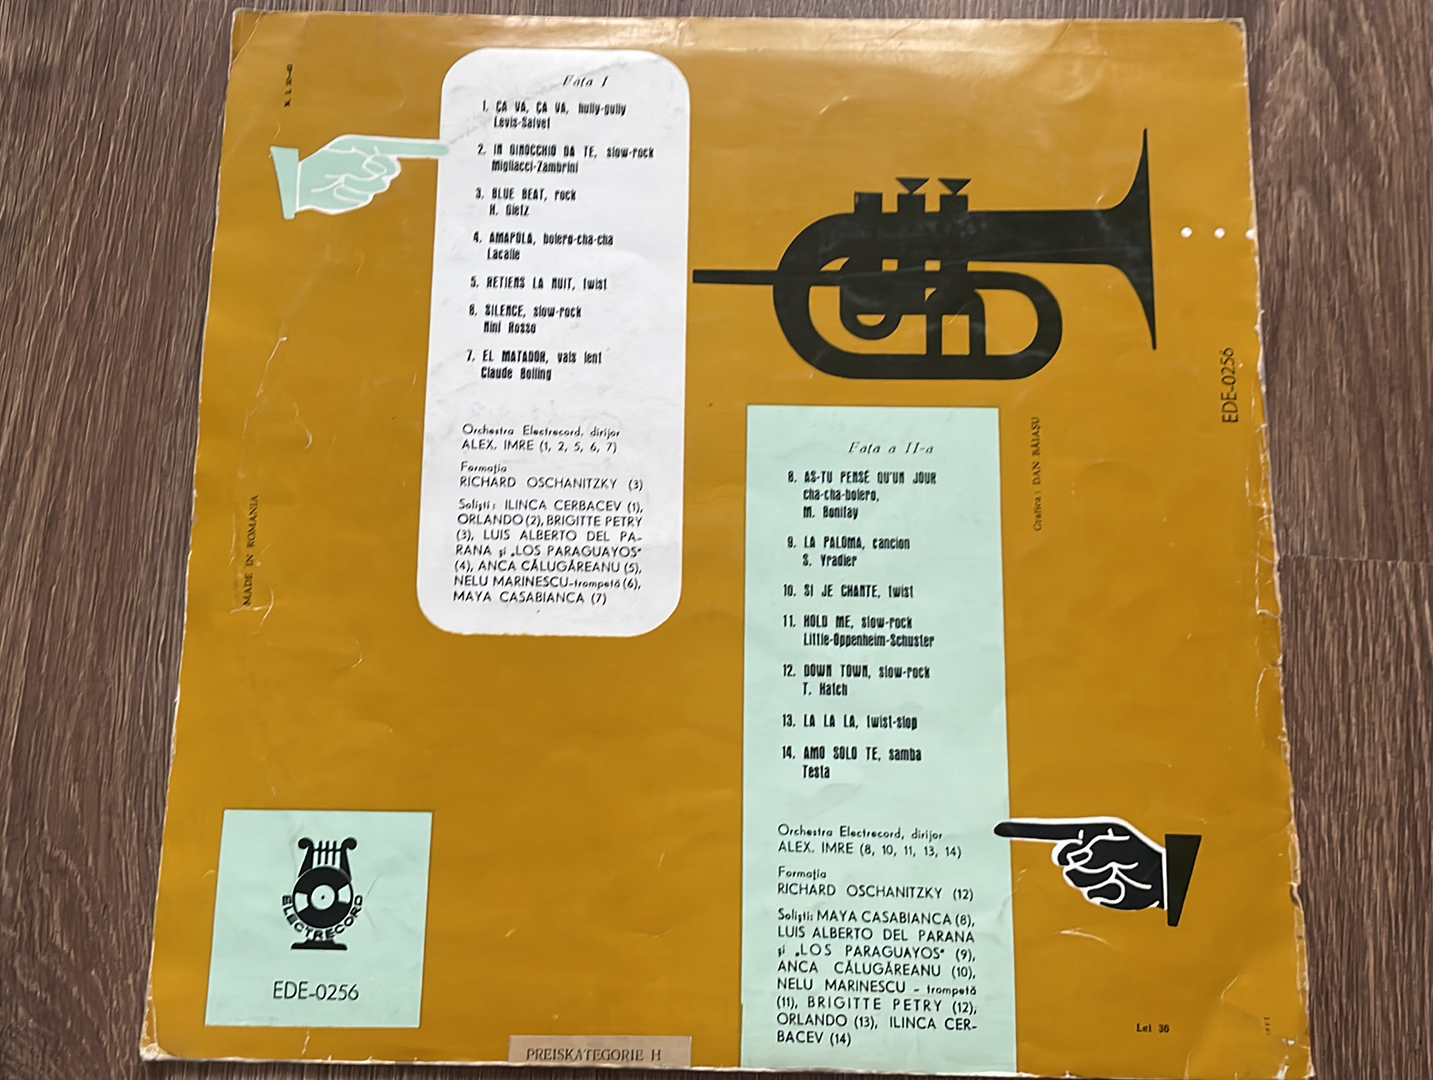 Fața I
1. ÇA VA, ÇA VA, hully-gully
Levis-Salvet
2. IN GINOCCHIO DA TE, slow-rock
Migliacci-Zambrini
3. BLUE BEAT, rock
H. Gietz
4. AMAPOLA, bolero-cha-cha
Lacalle
5. RETIENS LA NUIT, twist
6. SILENCE, slow-rock
Nini Rosso
7. EL MATADOR, vals lent
Claude Bolling
Orchestra Electrecord, dirijor
ALEX. IMRE (1, 2, 5, 6, 7)
Formația
RICHARD OSCHANITZKY (3)
Soliști: ILINCA CERBACEV (1),
ORLANDO (2), BRIGITTE PETRY
(3), LUIS ALBERTO DEL PA-
RANA și „LOS PARAGUAYOS"
(4), ANCA CĂLUGĂREANU (5),
NELU MARINESCU-trompetă (6),
MAYA CASABIANCA (7)
MADE IN ROMANIA
EDE-0256
Grafica : DAN BĂIAȘU
Fața a II-a
8. AS-TU PENSÉ QU'UN JOUR
cha-cha-bolero,
M. Bonifay
9. LA PALOMA, cancion
S. Yradier
10. SI JE CHANTE, twist
11. HOLD ME, slow-rock
Little-Oppenheim-Schuster
12. DOWN TOWN, slow-rock
T. Hatch
13. LA LA LA, twist-slop
14. AMO SOLO TE, samba
Testa
Orchestra Electrecord, dirijor
ALEX. IMRE (8, 10, 11, 13, 14)
Formația
RICHARD OSCHANITZKY (12)
Soliști: MAYA CASABIANCA (8),
LUIS ALBERTO DEL PARANA
și „LOS PARAGUAYOS" (9),
ANCA CĂLUGĂREANU (10),
NELU MARINESCU - trompetă
(11), BRIGITTE PETRY (12),
ORLANDO (13), ILINCA CER-
BACEV (14)
ELECTRECORD
EDE-0256
PREISKATEGORIE H
Lei 36